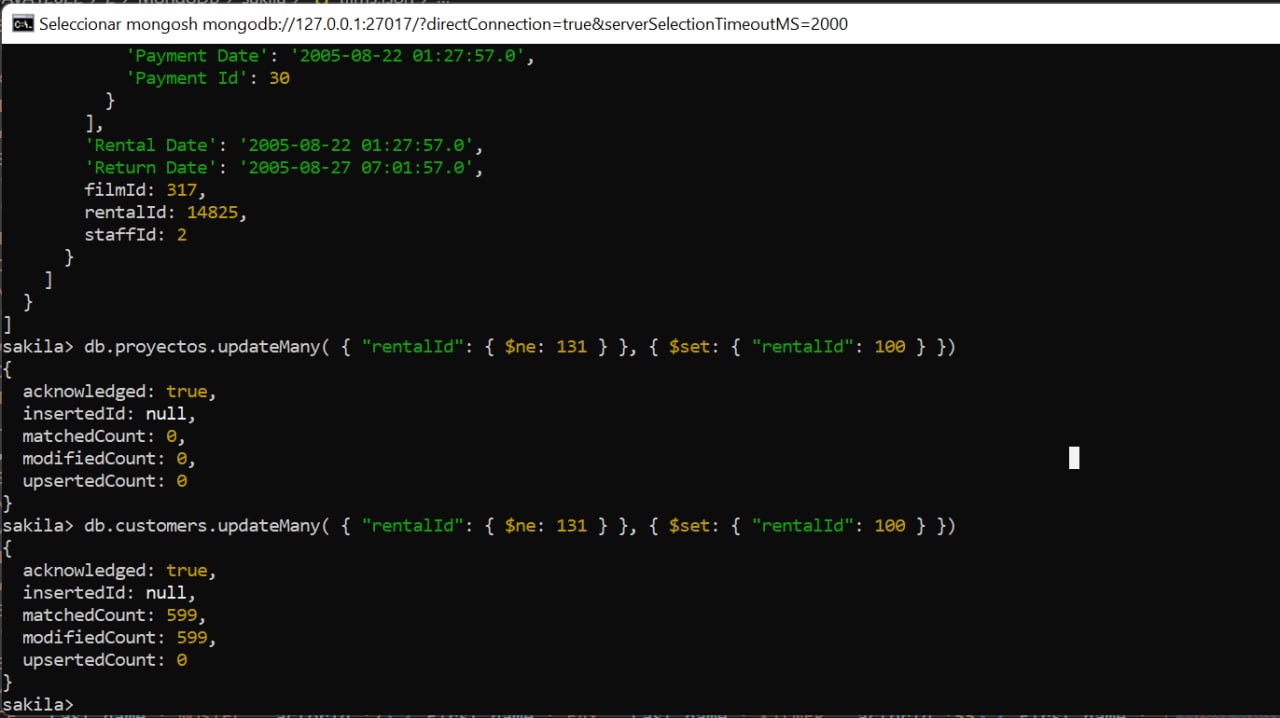 Seleccionar mongosh mongodb://127.0.0.1:27017/?directConnection=true&serverSelectionTimeoutMS=2000
'Payment Date': '2005-08-22 01:27:57.0',
'Payment Id': 30
}
],
'Rental Date': '2005-08-22 01:27:57.0',
'Return Date': '2005-08-27 07:01:57.0',
filmId: 317,
rentalId: 14825,
staffId: 2
}
]
}
]
sakila> db.proyectos.updateMany( { "rentalId": { $ne: 131 } }, { $set: { "rentalId": 100 } })
{
acknowledged: true,
insertedId: null,
matchedCount: 0,
modifiedCount: 0,
upsertedCount: 0
}
sakila> db.customers.updateMany( { "rentalId": { $ne: 131 } }, { $set: { "rentalId": 100 } })
{
acknowledged: true,
insertedId: null,
matchedCount: 599,
modifiedCount: 599,
upsertedCount: 0
}
sakila>